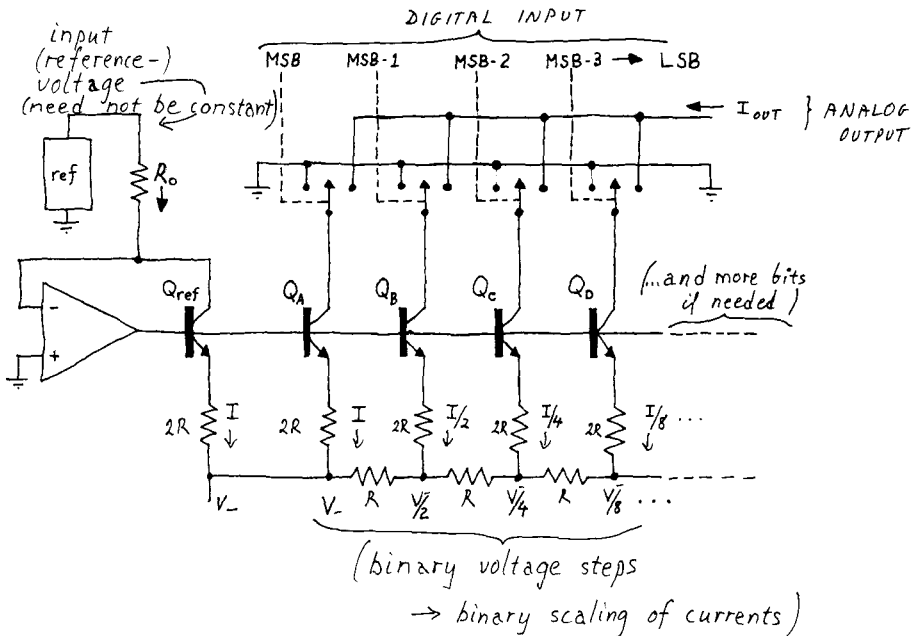 DIGITAL INPUT
input
(reference-)
voltage
(need not be constant)
MSB MSB-1 MSB-2 MSB-3 → LSB
← I OUT } ANALOG
OUTPUT
ref
R₀
Qref QA QB QC QD
(...and more bits
if needed)
-
+
2R I 2R I 2R I/2 2R I/4 2R I/8 ...
R R R
V- V- V-/2 V-/4 V-/8 ...
(binary voltage steps
→ binary scaling of currents)